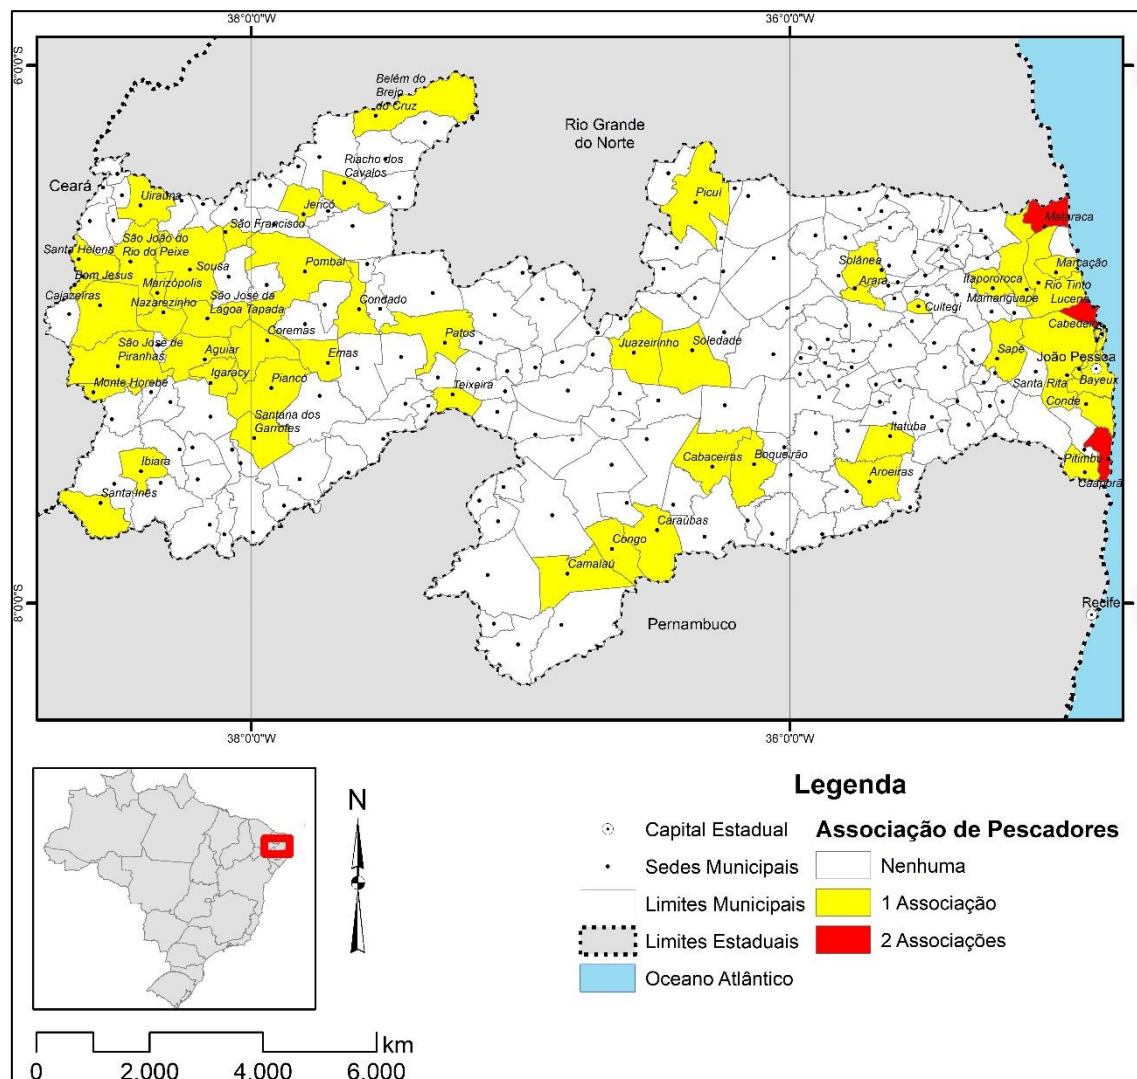 38°0'0"W
36°0'0"W
6°0'0"S
Belém do
Brejo
do Cruz
Rio Grande
do Norte
Ceará
Riacho dos
Cavalos
Uiraúna
Jericó
Picuí
São Francisco
Mataraca
Santa Helena
São João do
Rio do Peixe
Sousa
Pombal
Solânea
Arara
Itapororoca
Marcação
Bom Jesus
Marizópolis
Rio Tinto
Cajazeiras
Nazarezinho
São José da
Lagoa Tapada
Condado
Mamanguape
Lucena
Cuitegi
Coremas
Patos
Juazeirinho
Soledade
Cabedelo
São José de
Piranhas
Aguiar
Emas
Sapé
João Pessoa
Igaracy
Piancó
Teixeira
Santa Rita
Bayeux
Monte Horebe
Conde
Santana dos
Garrotes
Itatuba
Ibiara
Cabaceiras
Boqueirão
Pitimbu
Santa Inês
Aroeiras
Caaporã
Caraúbas
Congo
Camalaú
8°0'0"S
Recife
Pernambuco
38°0'0"W
36°0'0"W
N
Legenda
Capital Estadual
Sedes Municipais
Limites Municipais
Limites Estaduais
Oceano Atlântico
Associação de Pescadores
Nenhuma
1 Associação
2 Associações
km
0 2.000 4.000 6.000